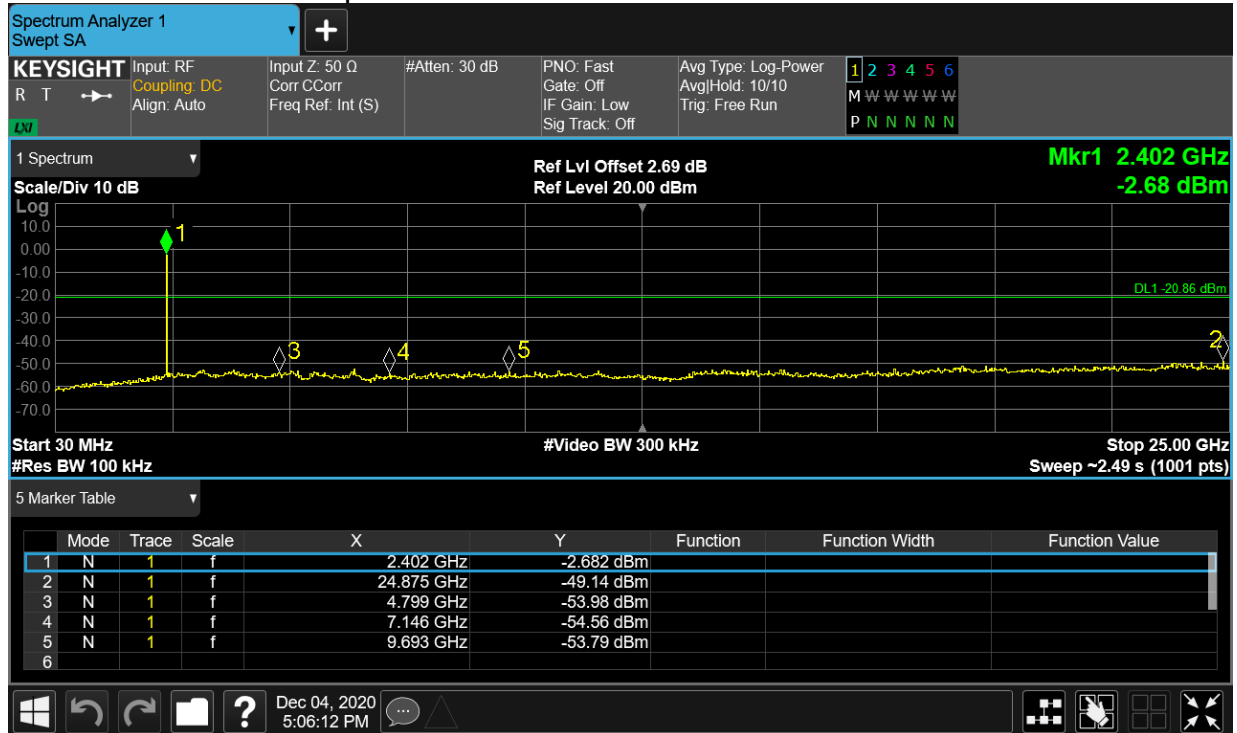 Spectrum Analyzer 1
Swept SA
+
KEYSIGHT
R T
LXI
Input: RF
Coupling: DC
Align: Auto
Input Z: 50 Ω
Corr CCorr
Freq Ref: Int (S)
#Atten: 30 dB
PNO: Fast
Gate: Off
IF Gain: Low
Sig Track: Off
Avg Type: Log-Power
Avg|Hold: 10/10
Trig: Free Run
1 2 3 4 5 6
M W W W W W
P N N N N N
1 Spectrum
Scale/Div 10 dB
Ref Lvl Offset 2.69 dB
Ref Level 20.00 dBm
Mkr1 2.402 GHz
-2.68 dBm
Log
10.0
0.00
-10.0
-20.0
-30.0
-40.0
-50.0
-60.0
-70.0
1
DL1 -20.86 dBm
3
4
5
2
Start 30 MHz
#Res BW 100 kHz
#Video BW 300 kHz
Stop 25.00 GHz
Sweep ~2.49 s (1001 pts)
5 Marker Table
Mode Trace Scale X Y Function Function Width Function Value
1 N 1 f 2.402 GHz -2.682 dBm
2 N 1 f 24.875 GHz -49.14 dBm
3 N 1 f 4.799 GHz -53.98 dBm
4 N 1 f 7.146 GHz -54.56 dBm
5 N 1 f 9.693 GHz -53.79 dBm
6
?
Dec 04, 2020
5:06:12 PM